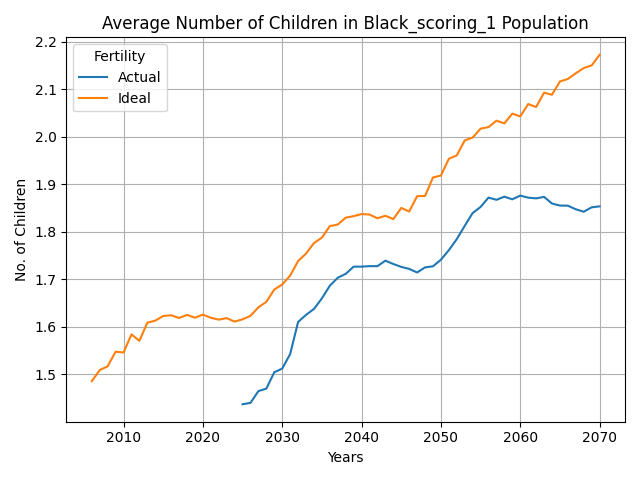 Average Number of Children in Black_scoring_1 Population
Fertility
Actual
Ideal
No. of Children
2.2
2.1
2.0
1.9
1.8
1.7
1.6
1.5
2010 2020 2030 2040 2050 2060 2070
Years